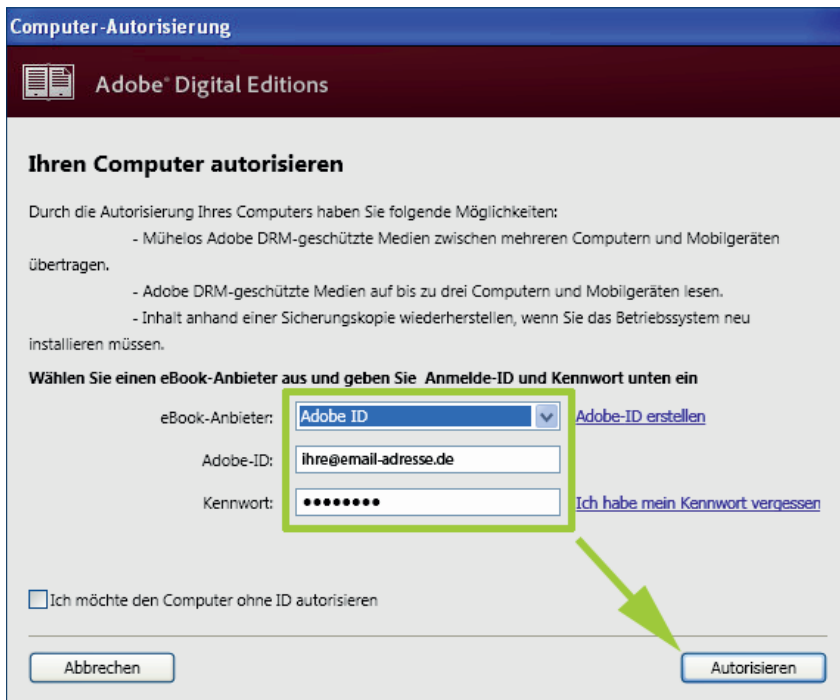 Computer-Autorisierung
Adobe® Digital Editions
Ihren Computer autorisieren
Durch die Autorisierung Ihres Computers haben Sie folgende Möglichkeiten:
- Mühelos Adobe DRM-geschützte Medien zwischen mehreren Computern und Mobilgeräten
übertragen.
- Adobe DRM-geschützte Medien auf bis zu drei Computern und Mobilgeräten lesen.
- Inhalt anhand einer Sicherungskopie wiederherstellen, wenn Sie das Betriebssystem neu
installieren müssen.
Wählen Sie einen eBook-Anbieter aus und geben Sie Anmelde-ID und Kennwort unten ein
eBook-Anbieter: Adobe ID Adobe-ID erstellen
Adobe-ID: ihre@email-adresse.de
Kennwort: •••••••• Ich habe mein Kennwort vergessen
Ich möchte den Computer ohne ID autorisieren
Abbrechen Autorisieren